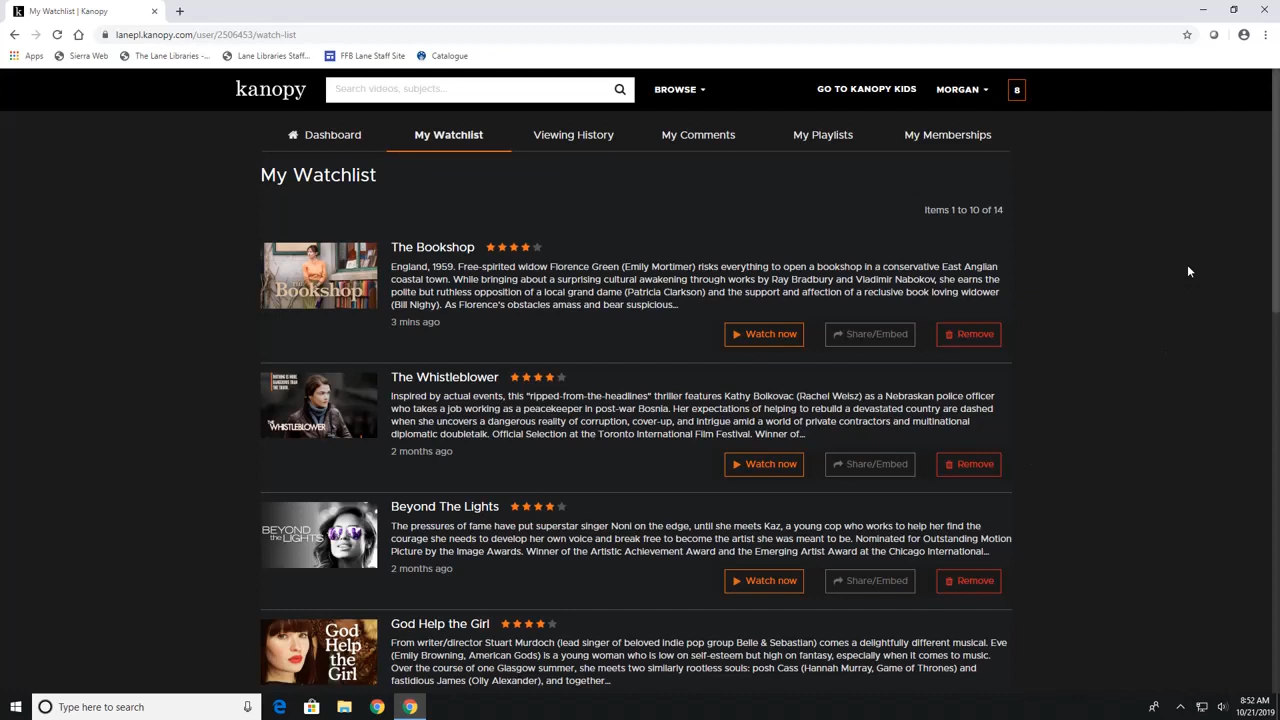 My Watchlist | Kanopy
lanepl.kanopy.com/user/2506453/watch-list
Apps Sierra Web The Lane Libraries -... Lane Libraries Staff... FFB Lane Staff Site Catalogue
kanopy Search videos, subjects... BROWSE GO TO KANOPY KIDS MORGAN 8
Dashboard My Watchlist Viewing History My Comments My Playlists My Memberships
My Watchlist
Items 1 to 10 of 14
The Bookshop
England, 1959. Free-spirited widow Florence Green (Emily Mortimer) risks everything to open a bookshop in a conservative East Anglian
coastal town. While bringing about a surprising cultural awakening through works by Ray Bradbury and Vladimir Nabokov, she earns the
polite but ruthless opposition of a local grand dame (Patricia Clarkson) and the support and affection of a reclusive book loving widower
(Bill Nighy). As Florence's obstacles amass and bear suspicious...
THE
Bookshop
3 mins ago
Watch now Share/Embed Remove
The Whistleblower
Inspired by actual events, this "ripped-from-the-headlines" thriller features Kathy Bolkovac (Rachel Weisz) as a Nebraskan police officer
who takes a job working as a peacekeeper in post-war Bosnia. Her expectations of helping to rebuild a devastated country are dashed
when she uncovers a dangerous reality of corruption, cover-up, and intrigue amid a world of private contractors and multinational
diplomatic doubletalk. Official Selection at the Toronto International Film Festival. Winner of...
NOTHING IS MORE
DANGEROUS THAN
THE TRUTH.
THE WHISTLEBLOWER
2 months ago
Watch now Share/Embed Remove
Beyond The Lights
The pressures of fame have put superstar singer Noni on the edge, until she meets Kaz, a young cop who works to help her find the
courage she needs to develop her own voice and break free to become the artist she was meant to be. Nominated for Outstanding Motion
Picture by the Image Awards. Winner of the Artistic Achievement Award and the Emerging Artist Award at the Chicago International...
BEYOND
the LIGHTS
2 months ago
Watch now Share/Embed Remove
God Help the Girl
From writer/director Stuart Murdoch (lead singer of beloved indie pop group Belle & Sebastian) comes a delightfully different musical. Eve
(Emily Browning, American Gods) is a young woman who is low on self-esteem but high on fantasy, especially when it comes to music.
Over the course of one Glasgow summer, she meets two similarly rootless souls: posh Cass (Hannah Murray, Game of Thrones) and
fastidious James (Olly Alexander), and together...
God
Help
the
Girl
Type here to search
8:52 AM
10/21/2019